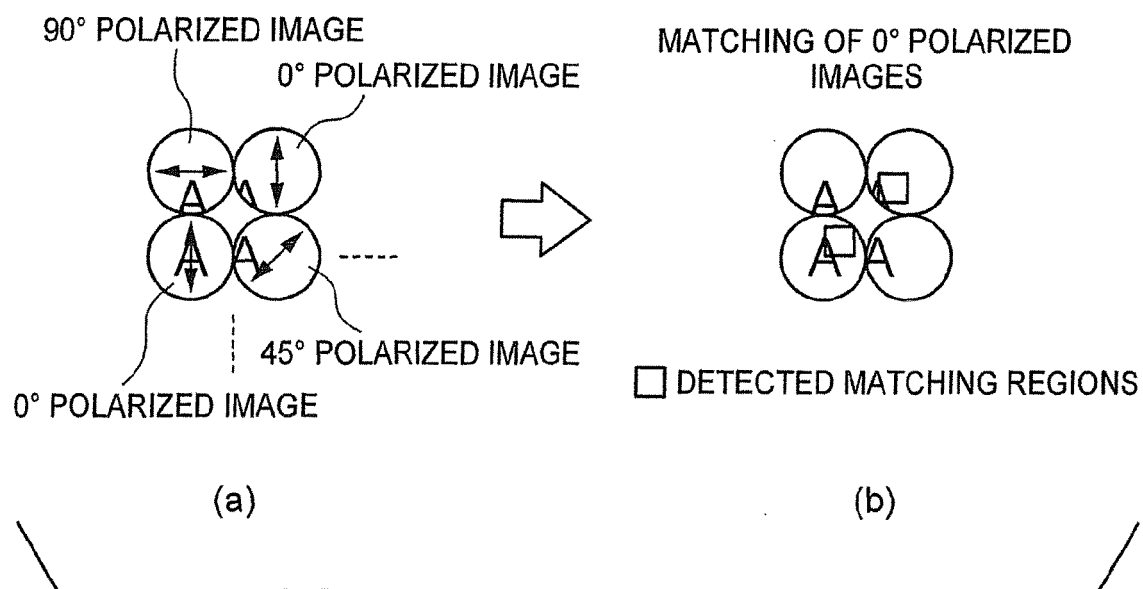 90° POLARIZED IMAGE
0° POLARIZED IMAGE
A A
A A
45° POLARIZED IMAGE
0° POLARIZED IMAGE
(a)
MATCHING OF 0° POLARIZED
IMAGES
A A
A A
DETECTED MATCHING REGIONS
(b)